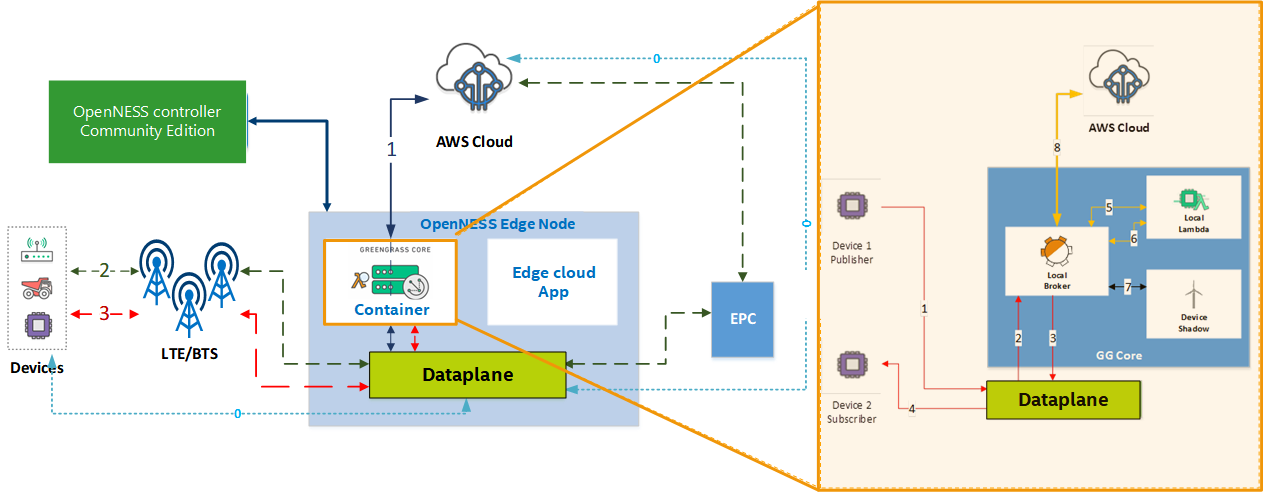 OpenNESS controller
Community Edition
AWS Cloud
0
1
0
OpenNESS Edge Node
GREENGRASS CORE
Container
Edge cloud
App
2
3
Devices
LTE/BTS
EPC
Dataplane
0
AWS Cloud
8
Device 1
Publisher
5
Local
Lambda
6
Local
Broker
7
Device
Shadow
1
2
3
GG Core
Device 2
Subscriber
4
Dataplane